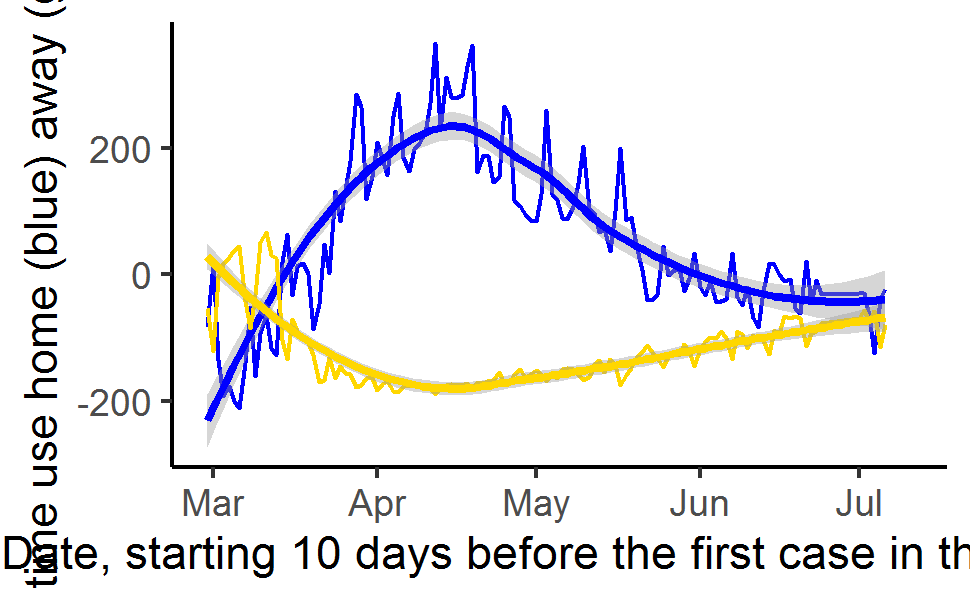 time use home (blue) away (
200
0
-200
Mar Apr May Jun Jul
Date, starting 10 days before the first case in th